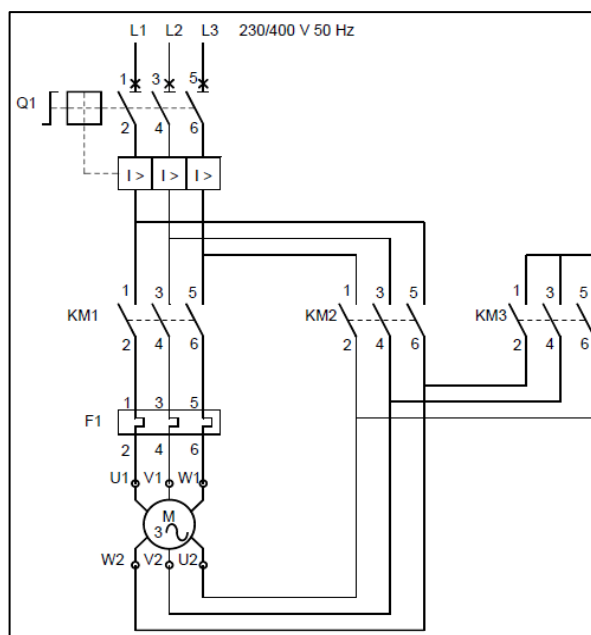 L1 L2 L3 230/400 V 50 Hz
1 3 5
Q1
2 4 6
I > I > I >
1 3 5 1 3 5 1 3 5
KM1 KM2 KM3
2 4 6 2 4 6 2 4 6
1 3 5
F1
2 4 6
U1 V1 W1
M
3
W2 V2 U2